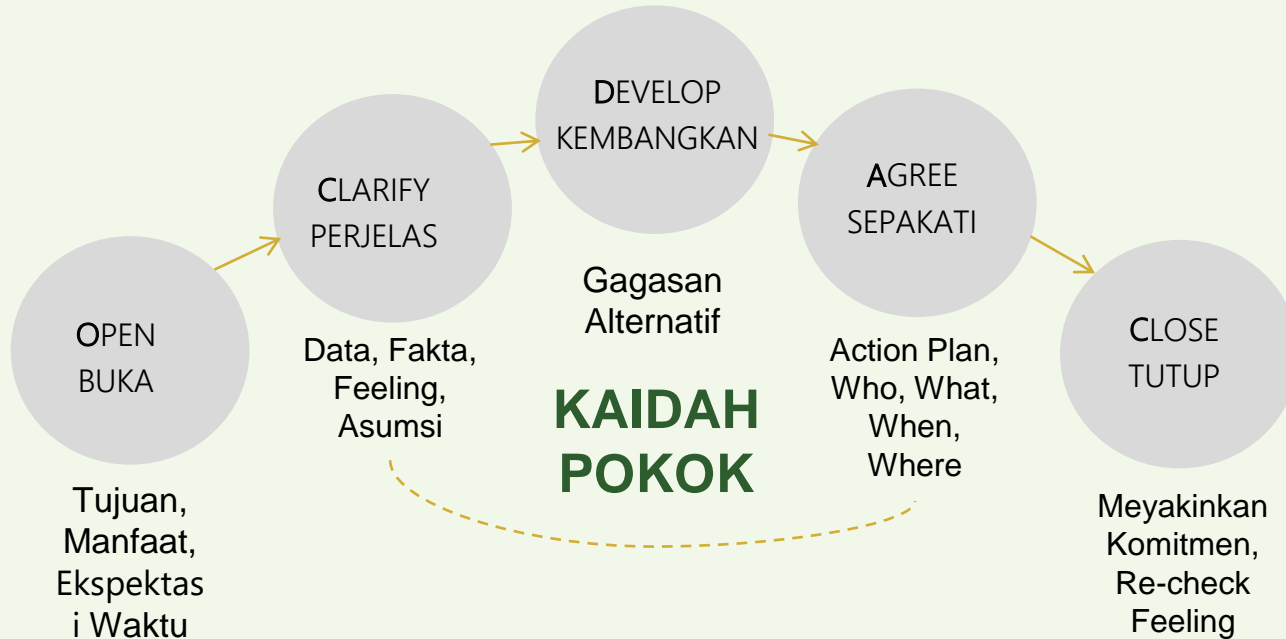 OPEN
BUKA
Tujuan,
Manfaat,
Ekspektas
i Waktu
CLARIFY
PERJELAS
Data, Fakta,
Feeling,
Asumsi
DEVELOP
KEMBANGKAN
Gagasan
Alternatif
KAIDAH
POKOK
AGREE
SEPAKATI
Action Plan,
Who, What,
When,
Where
CLOSE
TUTUP
Meyakinkan
Komitmen,
Re-check
Feeling